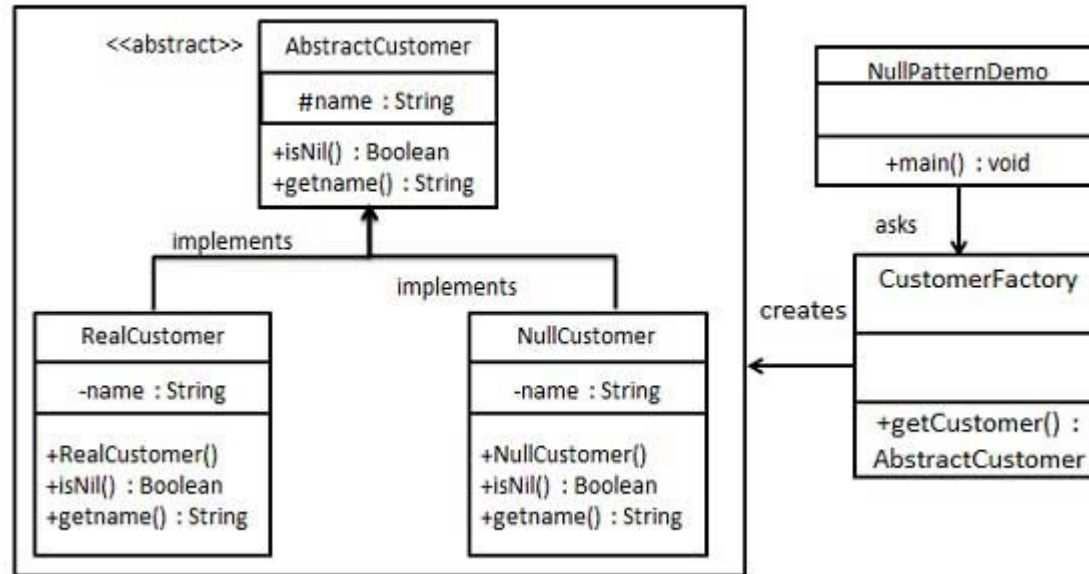 <<abstract>>
AbstractCustomer
#name : String
+isNil() : Boolean
+getname() : String
implements
implements
RealCustomer
-name : String
+RealCustomer()
+isNil() : Boolean
+getname() : String
NullCustomer
-name : String
+NullCustomer()
+isNil() : Boolean
+getname() : String
NullPatternDemo
+main() : void
asks
CustomerFactory
creates
+getCustomer() :
AbstractCustomer